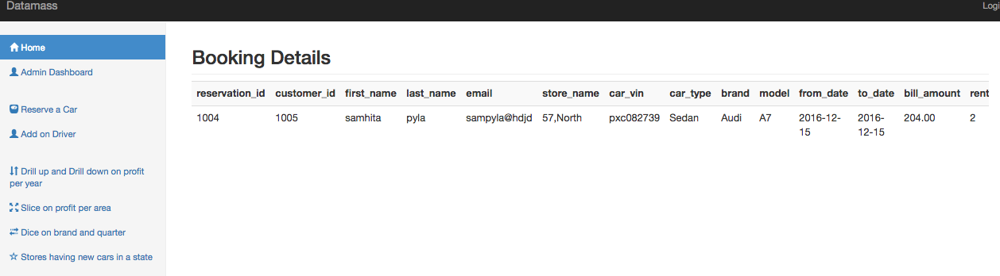 Datamass
Logi
Home
Admin Dashboard
Reserve a Car
Add on Driver
Drill up and Drill down on profit
per year
Slice on profit per area
Dice on brand and quarter
Stores having new cars in a state
Booking Details
reservation_id customer_id first_name last_name email store_name car_vin car_type brand model from_date to_date bill_amount rent
1004 1005 samhita pyla sampyla@hdjd 57,North pxc082739 Sedan Audi A7 2016-12- 2016- 204.00 2
15 12-15